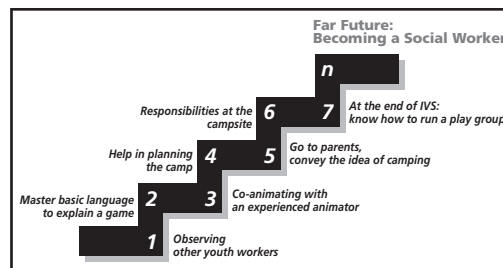 Far Future:
Becoming a Social Worker
n
Responsibilities at the
campsite
6
7
At the end of IVS:
know how to run a play group
Help in planning
the camp
4
5
Go to parents,
convey the idea of camping
Master basic language
to explain a game
2
3
Co-animating with
an experienced animator
1
Observing
other youth workers